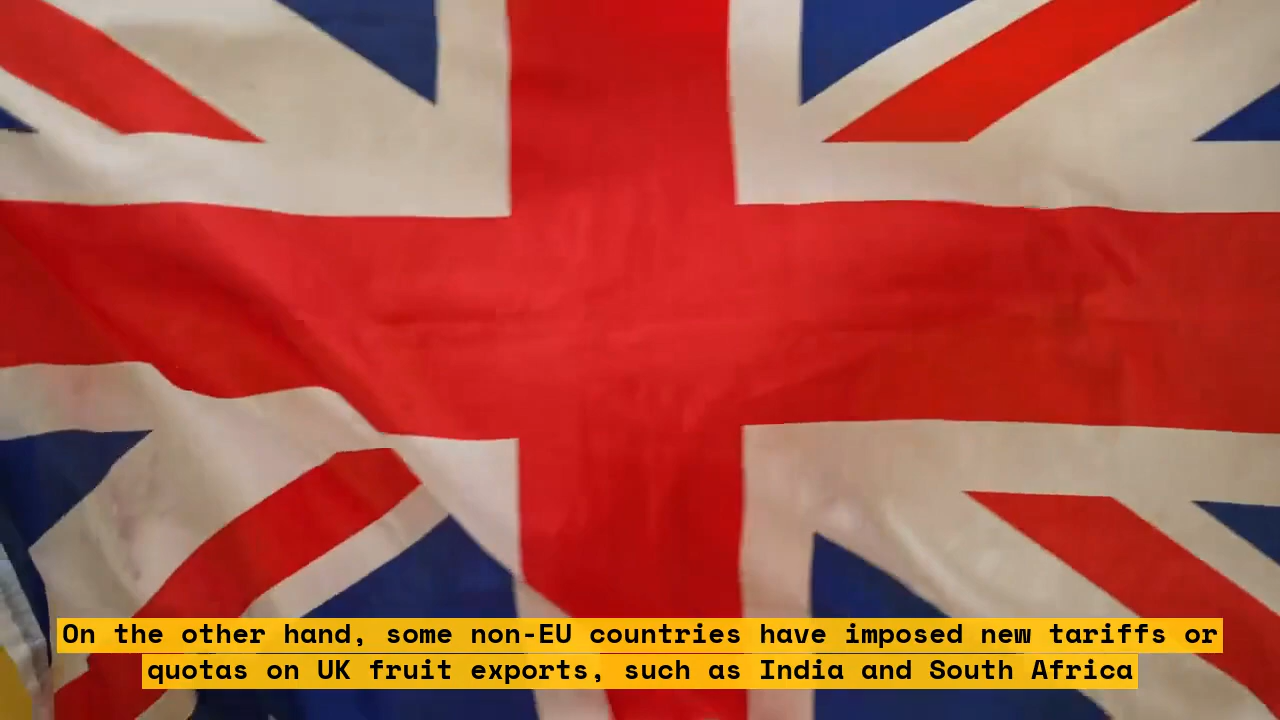 On the other hand, some non-EU countries have imposed new tariffs or
quotas on UK fruit exports, such as India and South Africa